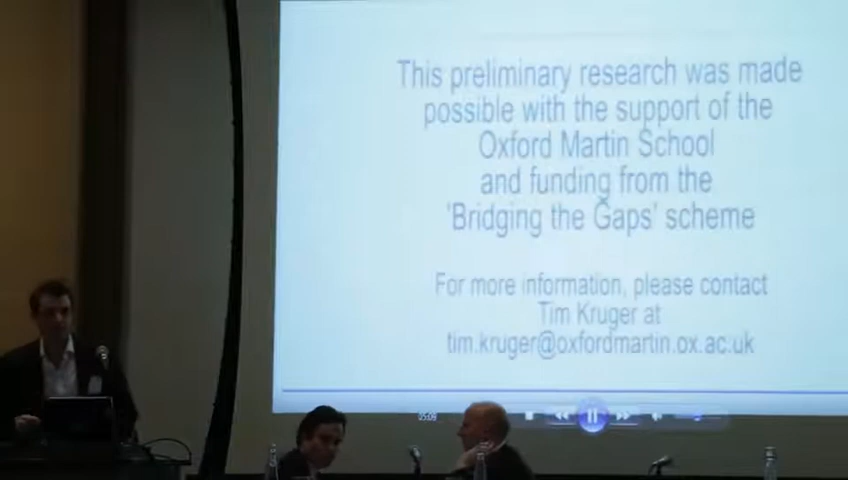 This preliminary research was made
possible with the support of the
Oxford Martin School
and funding from the
'Bridging the Gaps' scheme
For more information, please contact
Tim Kruger at
tim.kruger@oxfordmartin.ox.ac.uk